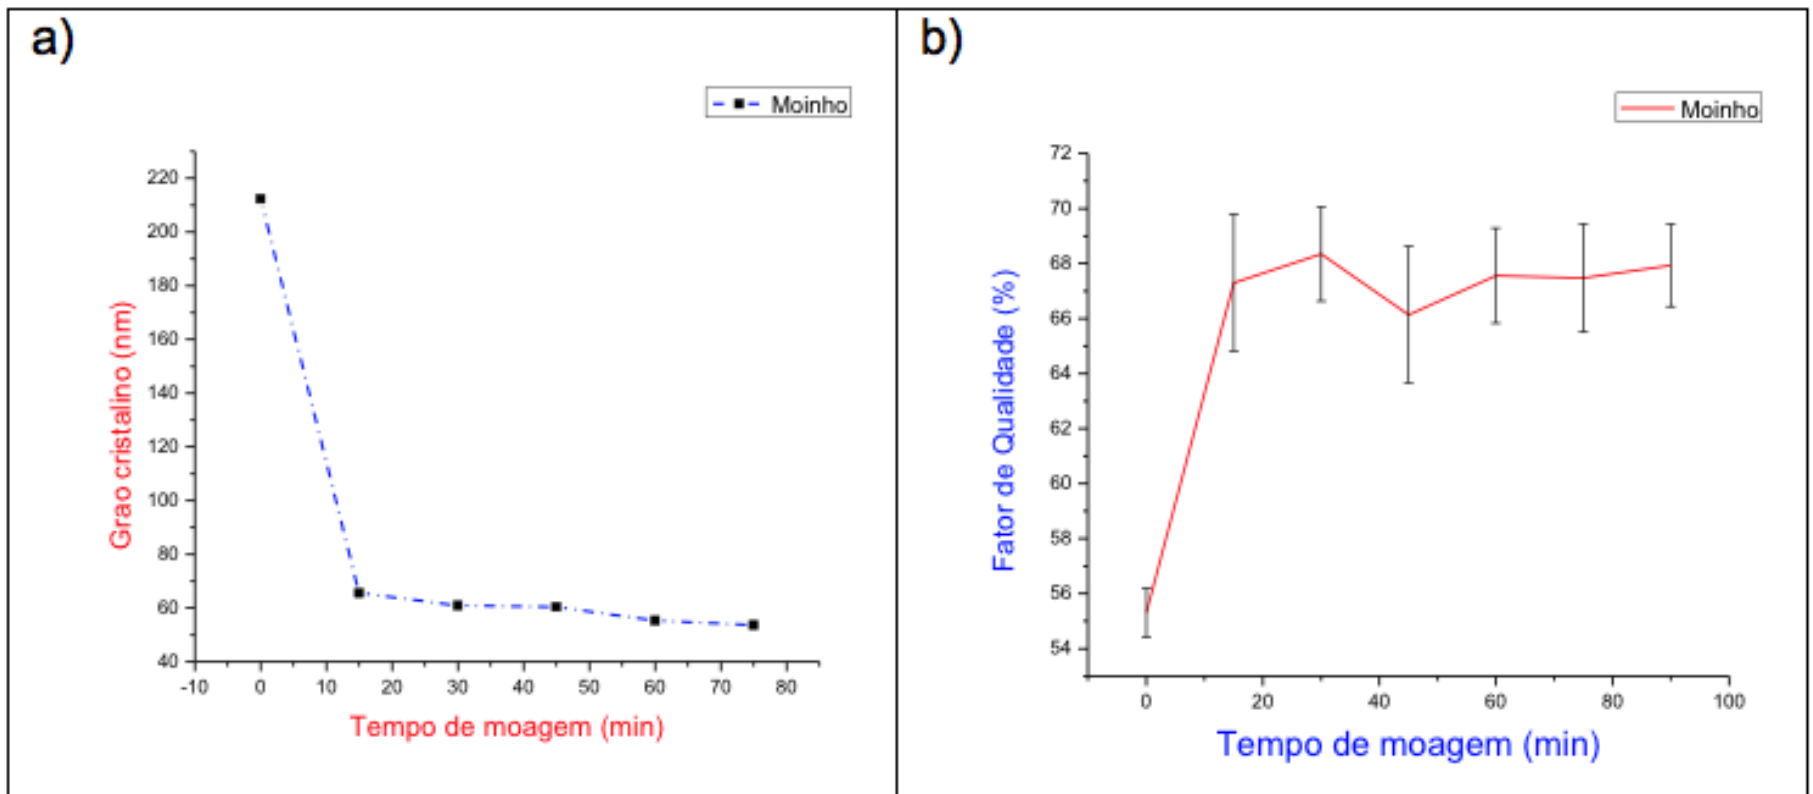 a)
Moinho
220
200
180
160
140
120
100
80
60
40
Grao cristalino (nm)
-10 0 10 20 30 40 50 60 70 80
Tempo de moagem (min)
b)
Moinho
72
70
68
66
64
62
60
58
56
54
Fator de Qualidade (%)
0 20 40 60 80 100
Tempo de moagem (min)